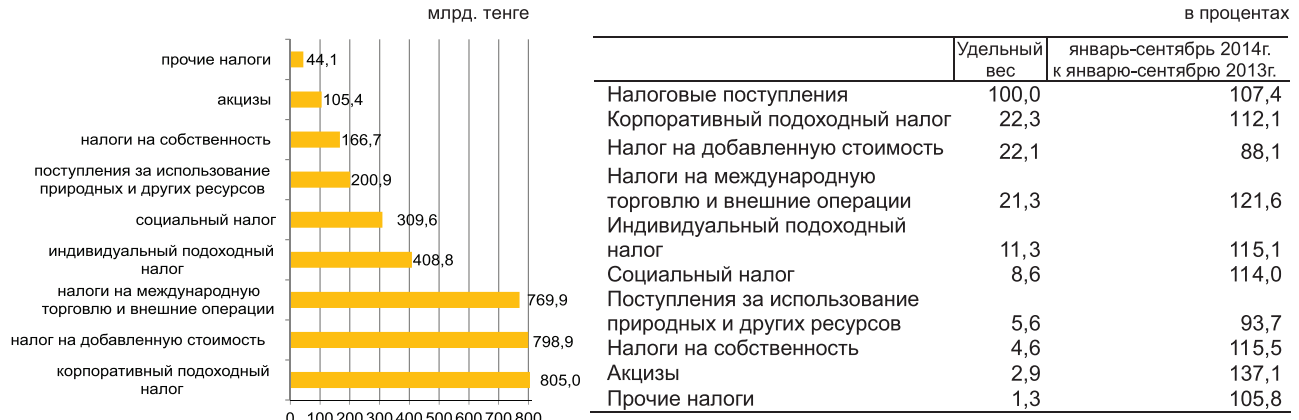 млрд. тенге
прочие налоги 44,1
акцизы 105,4
налоги на собственность 166,7
поступления за использование
природных и других ресурсов 200,9
социальный налог 309,6
индивидуальный подоходный
налог 408,8
налоги на международную
торговлю и внешние операции 769,9
налог на добавленную стоимость 798,9
корпоративный подоходный
налог 805,0
0 100 200 300 400 500 600 700 800
в процентах
Удельный январь-сентябрь 2014г.
вес к январю-сентябрю 2013г.
Налоговые поступления 100,0 107,4
Корпоративный подоходный налог 22,3 112,1
Налог на добавленную стоимость 22,1 88,1
Налоги на международную
торговлю и внешние операции 21,3 121,6
Индивидуальный подоходный
налог 11,3 115,1
Социальный налог 8,6 114,0
Поступления за использование
природных и других ресурсов 5,6 93,7
Налоги на собственность 4,6 115,5
Акцизы 2,9 137,1
Прочие налоги 1,3 105,8